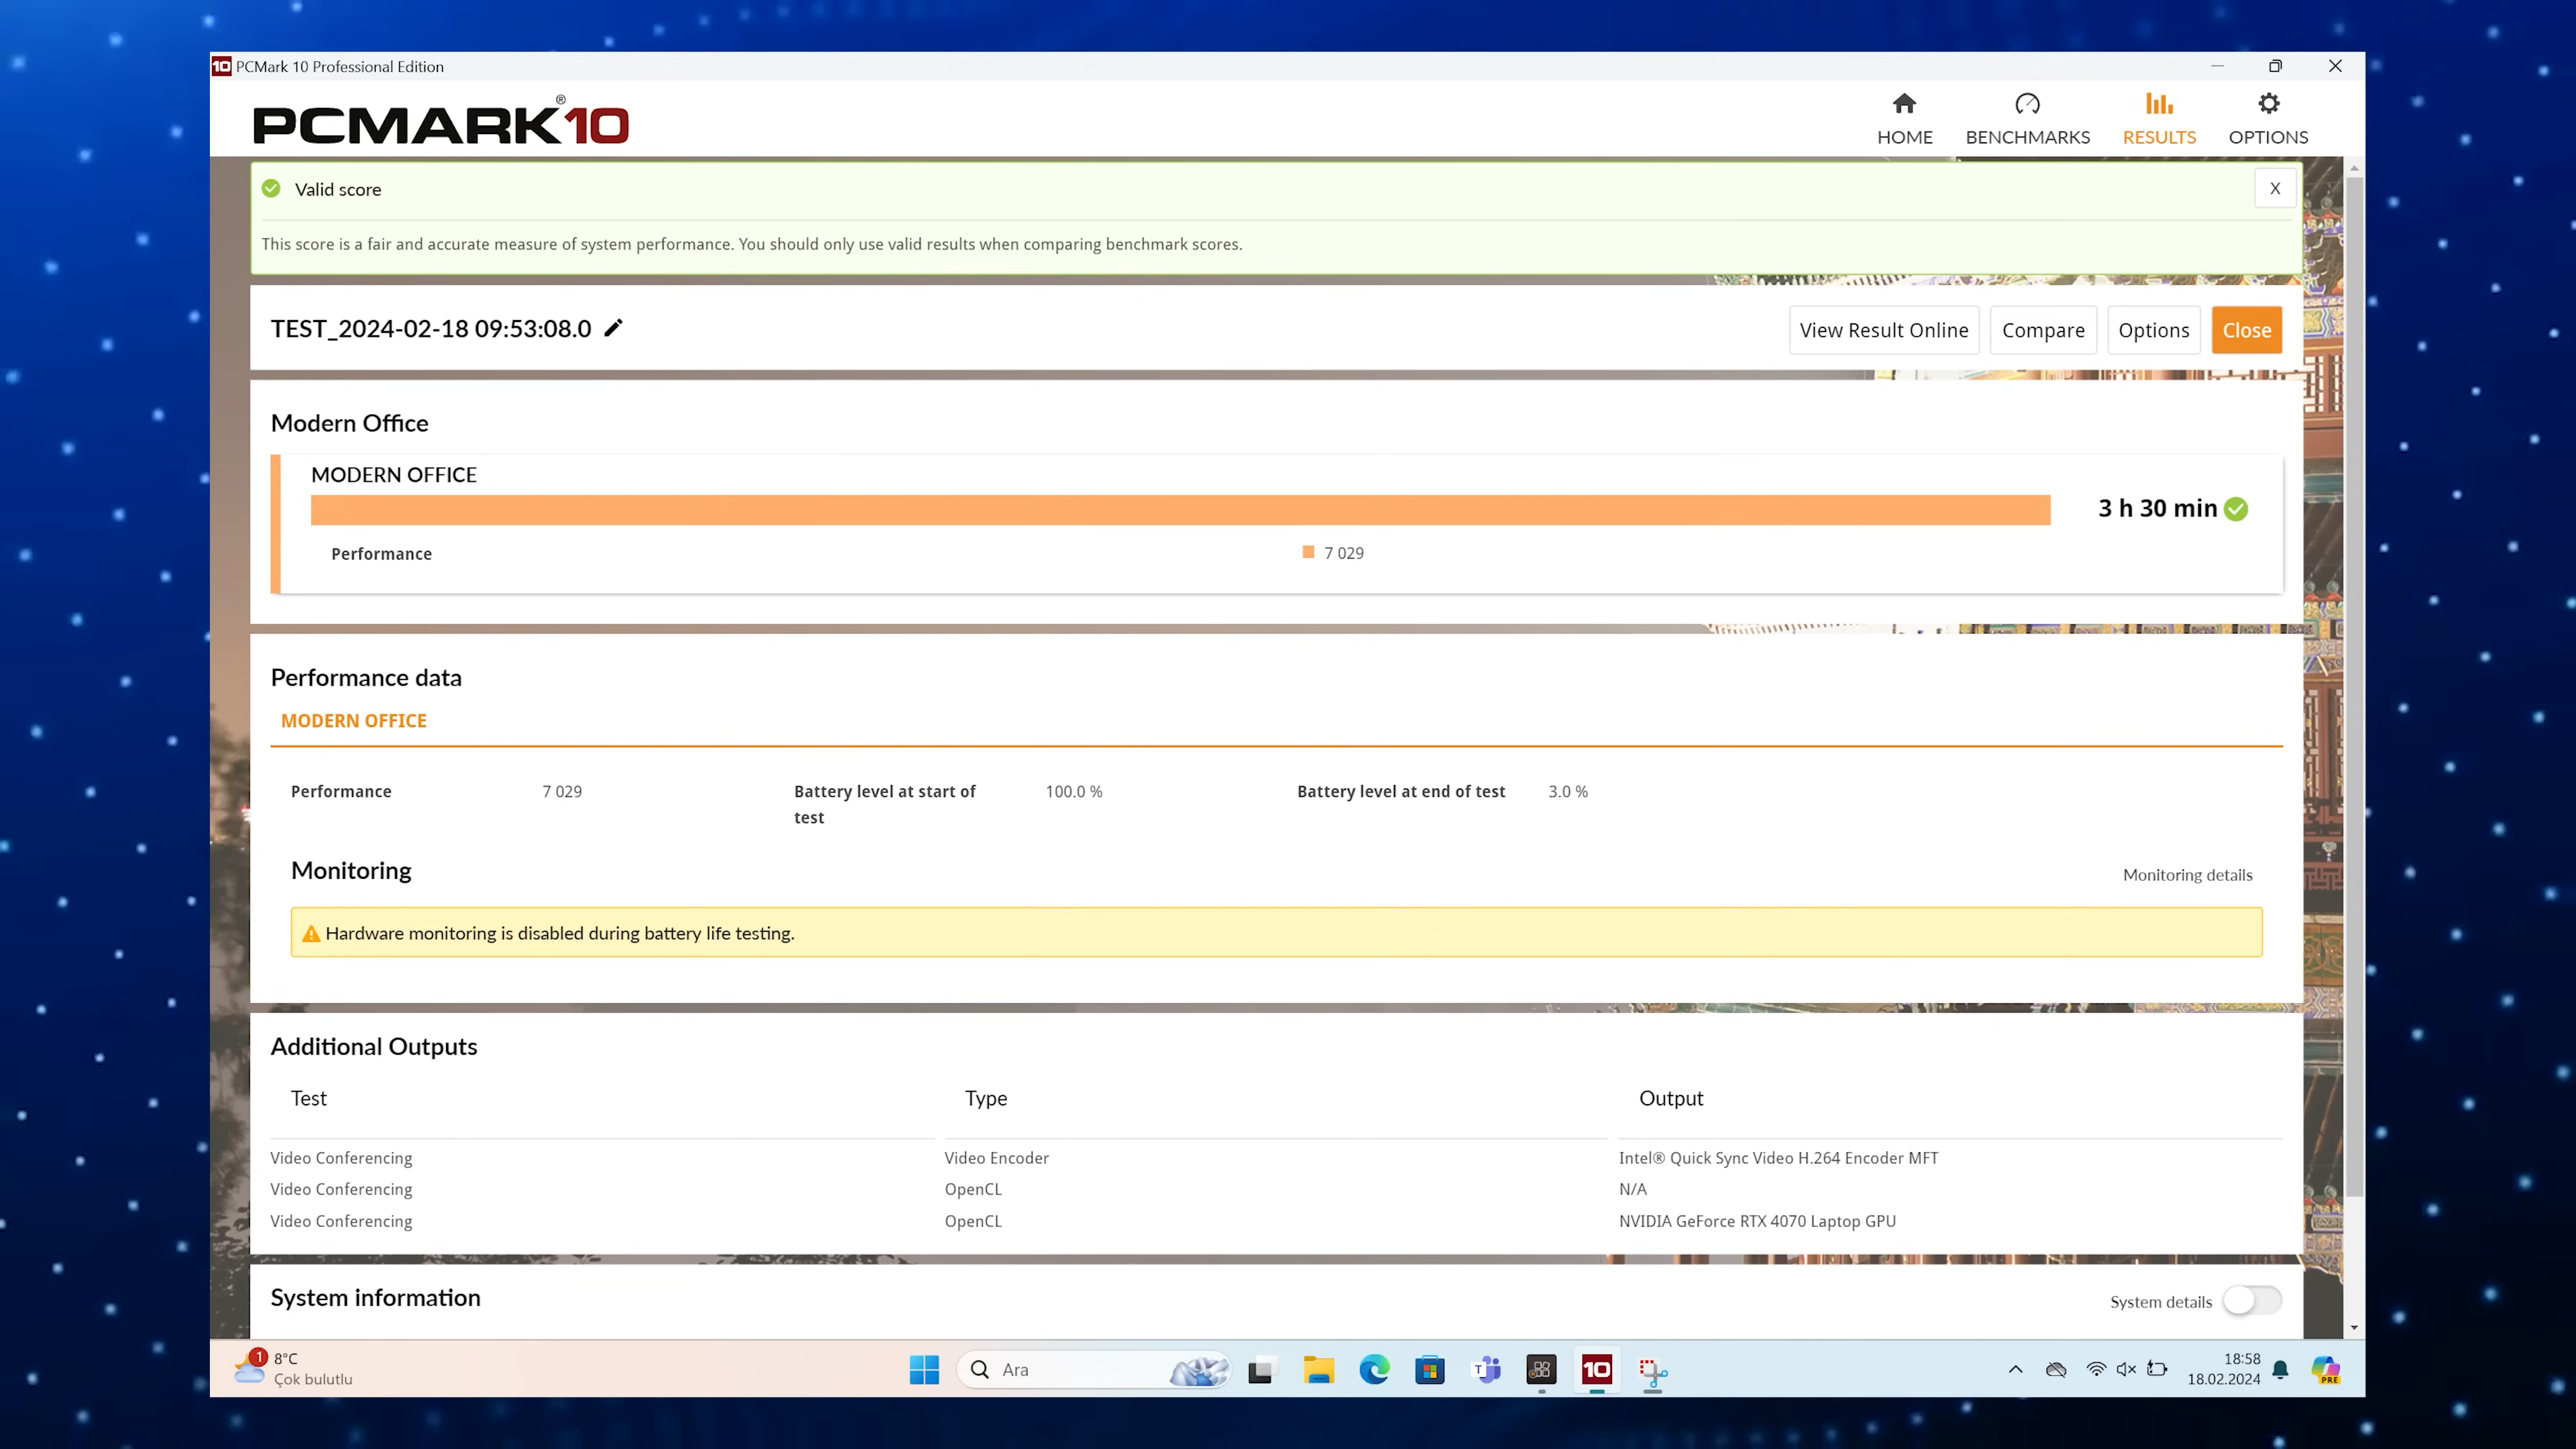 10 PCMark 10 Professional Edition
PCMARK®10
HOME BENCHMARKS RESULTS OPTIONS
Valid score X
This score is a fair and accurate measure of system performance. You should only use valid results when comparing benchmark scores.
TEST_2024-02-18 09:53:08.0 View Result Online Compare Options Close
Modern Office
MODERN OFFICE
3 h 30 min
Performance 7 029
Performance data
MODERN OFFICE
Performance 7 029 Battery level at start of 100.0 % Battery level at end of test 3.0 %
test
Monitoring Monitoring details
Hardware monitoring is disabled during battery life testing.
Additional Outputs
Test Type Output
Video Conferencing Video Encoder Intel® Quick Sync Video H.264 Encoder MFT
Video Conferencing OpenCL N/A
Video Conferencing OpenCL NVIDIA GeForce RTX 4070 Laptop GPU
System information System details
1 8°C
Çok bulutlu
Ara
T
10
18:58
18.02.2024
PRE